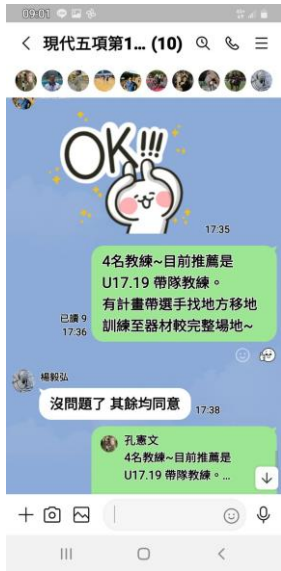 09:01
現代五項第1... (10)
OK!!!
17:35
4名教練~目前推薦是
U17.19 帶隊教練。
有計畫帶選手找地方移地
訓練至器材較完整場地~
已讀 9
17:36
楊毅弘
沒問題了 其餘均同意
17:38
孔憲文
4名教練~目前推薦是
U17.19 帶隊教練。...